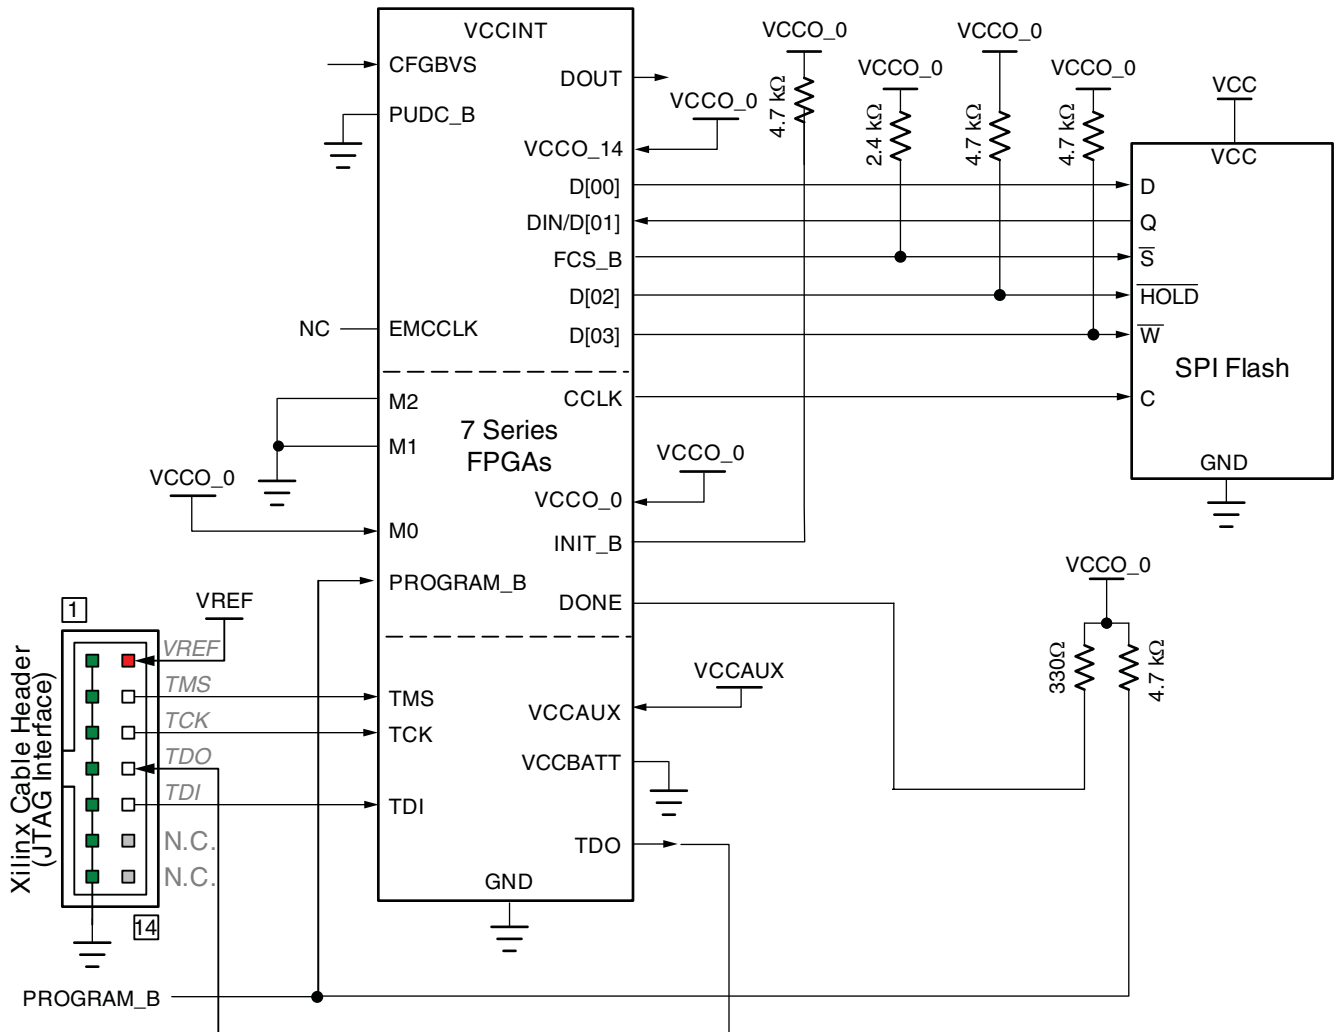 VCCINT
CFGBVS
PUDC_B
DOUT
VCCO_0
VCCO_14
D[00]
DIN/D[01]
FCS_B
D[02]
D[03]
NC
EMCCLK
VCCO_0
4.7 kΩ
VCCO_0
2.4 kΩ
VCCO_0
4.7 kΩ
VCCO_0
4.7 kΩ
VCC
VCC
D
Q
S
HOLD
W
SPI Flash
C
GND
M2
M1
CCLK
7 Series
FPGAs
VCCO_0
M0
VCCO_0
VCCO_0
INIT_B
PROGRAM_B
DONE
VCCO_0
330Ω
4.7 kΩ
1
VREF
VREF
TMS
TCK
TDO
TDI
N.C.
N.C.
14
Xilinx Cable Header
(JTAG Interface)
TMS
TCK
TDI
VCCAUX
VCCAUX
VCCBATT
TDO
GND
PROGRAM_B